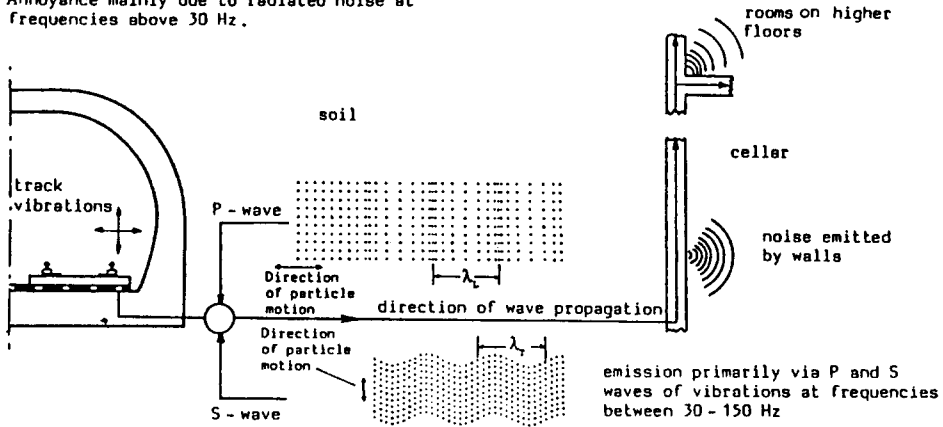 Annoyance mainly due to radiated noise at
frequencies above 30 Hz.
rooms on higher
floors
soil
cellar
track
vibrations
P - wave
noise emitted
by walls
λL
Direction
of particle
motion
direction of wave propagation
Direction
of particle
motion
λT
S - wave
emission primarily via P and S
waves of vibrations at frequencies
between 30 - 150 Hz